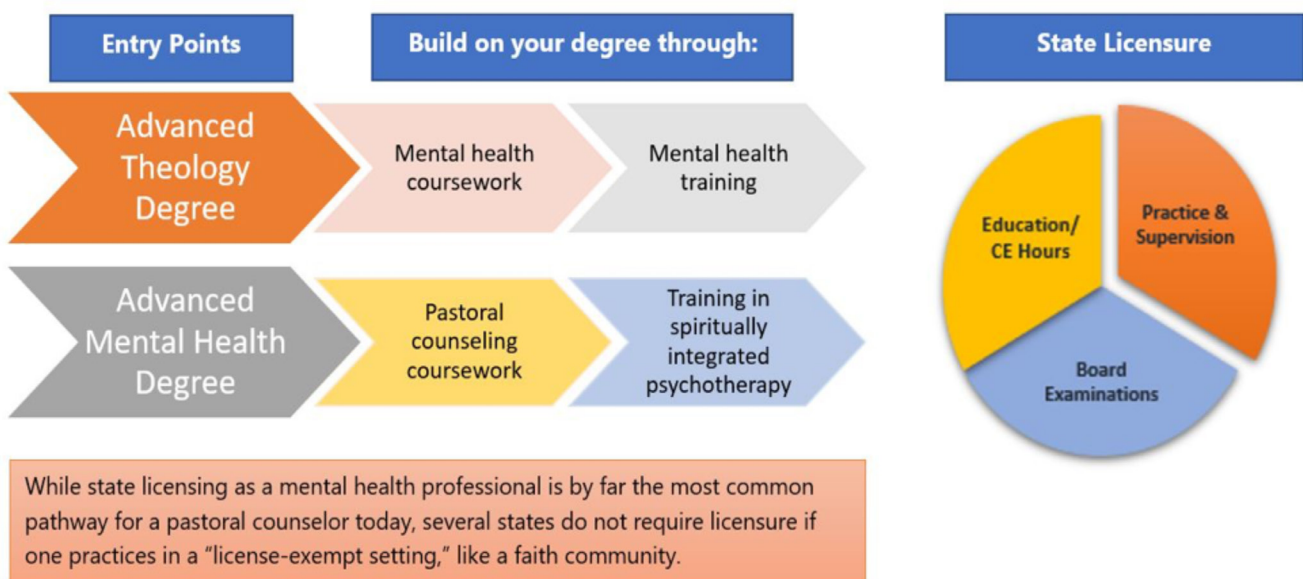 Entry Points
Build on your degree through:
State Licensure
Advanced
Theology
Degree
Mental health
coursework
Mental health
training
Advanced
Mental Health
Degree
Pastoral
counseling
coursework
Training in
spiritually
integrated
psychotherapy
Education/
CE Hours
Practice &
Supervision
Board
Examinations
While state licensing as a mental health professional is by far the most common
pathway for a pastoral counselor today, several states do not require licensure if
one practices in a “license-exempt setting,” like a faith community.